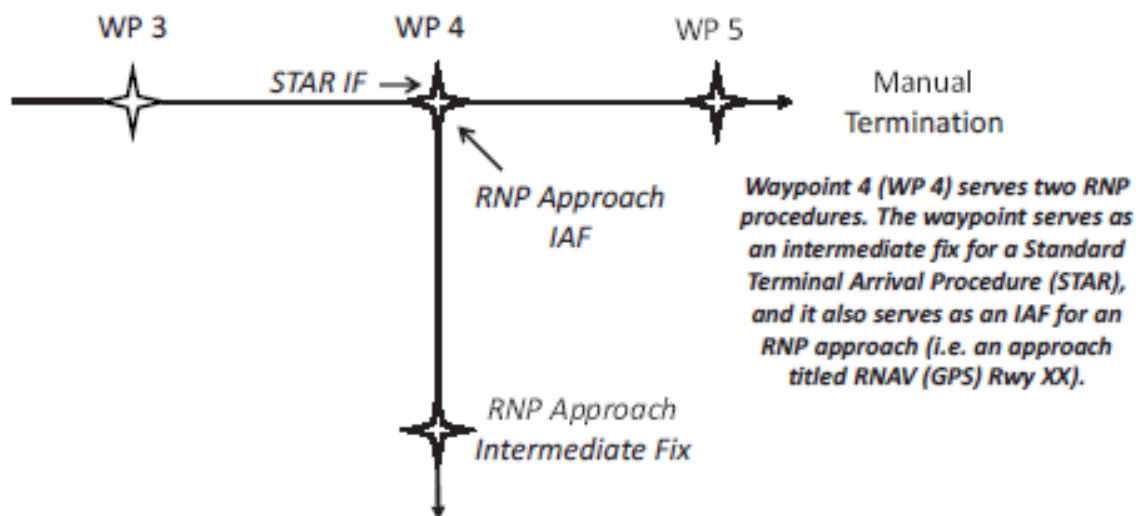 WP 3
WP 4
WP 5
STAR IF
Manual
Termination
RNP Approach
IAF
Waypoint 4 (WP 4) serves two RNP
procedures. The waypoint serves as
an intermediate fix for a Standard
Terminal Arrival Procedure (STAR),
and it also serves as an IAF for an
RNP approach (i.e. an approach
titled RNAV (GPS) Rwy XX).
RNP Approach
Intermediate Fix